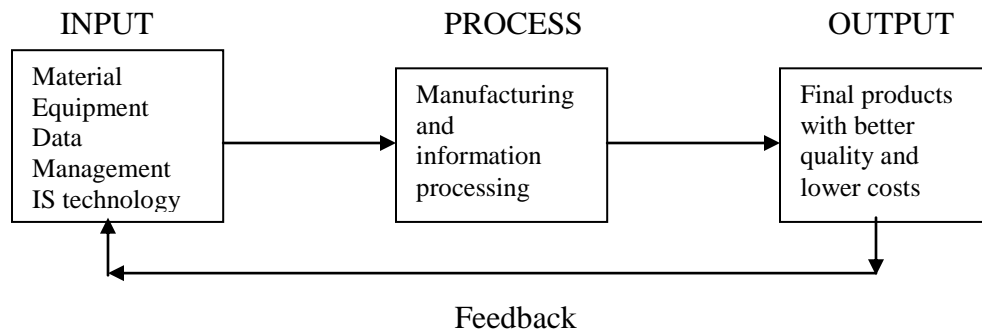 INPUT
PROCESS
OUTPUT
Material
Equipment
Data
Management
IS technology
Manufacturing
and
information
processing
Final products
with better
quality and
lower costs
Feedback